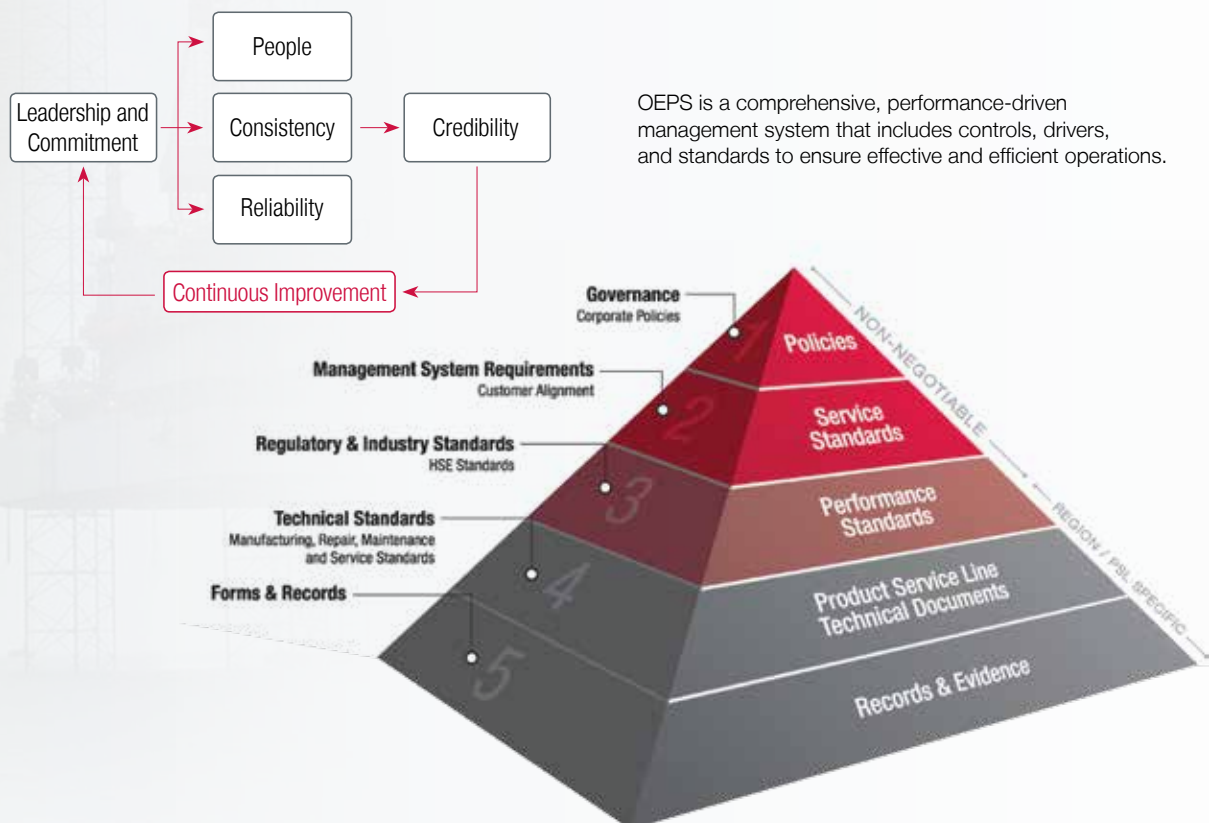 People
Leadership and
Commitment
Consistency
Credibility
Reliability
Continuous Improvement
OEPS is a comprehensive, performance-driven
management system that includes controls, drivers,
and standards to ensure effective and efficient operations.
Governance
Corporate Policies
Management System Requirements
Customer Alignment
Regulatory & Industry Standards
HSE Standards
Technical Standards
Manufacturing, Repair, Maintenance
and Service Standards
Forms & Records
1
Policies
2
Service
Standards
3
Performance
Standards
4
Product Service Line
Technical Documents
5
Records & Evidence
NON-NEGOTIABLE
REGION / PSL SPECIFIC